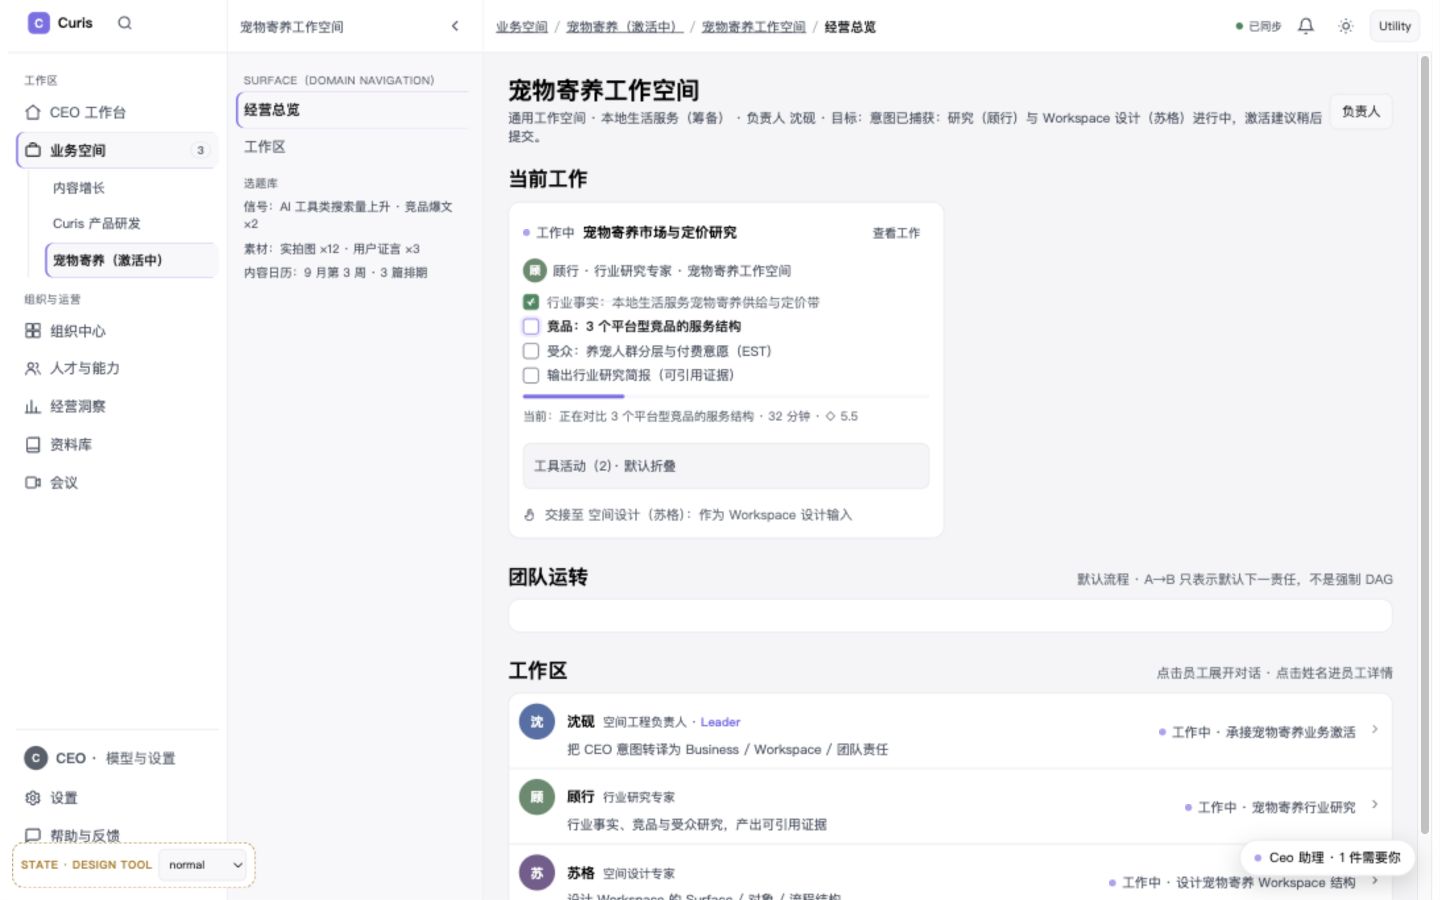 C Curis
工作区
CEO 工作台
业务空间 3
内容增长
Curis 产品研发
宠物寄养（激活中）
组织与运营
组织中心
人才与能力
经营洞察
资料库
会议
C CEO · 模型与设置
设置
帮助与反馈
STATE · DESIGN TOOL normal
宠物寄养工作空间
SURFACE（DOMAIN NAVIGATION）
经营总览
工作区
选题库
信号：AI 工具类搜索量上升 · 竞品爆文
×2
素材：实拍图 ×12 · 用户证言 ×3
内容日历：9 月第 3 周 · 3 篇排期
业务空间 / 宠物寄养（激活中） / 宠物寄养工作空间 / 经营总览
已同步
Utility
宠物寄养工作空间
通用工作空间 · 本地生活服务（筹备） · 负责人 沈砚 · 目标：意图已捕获：研究（顾行）与 Workspace 设计（苏格）进行中，激活建议稍后
提交。
负责人
当前工作
工作中 宠物寄养市场与定价研究 查看工作
顾 顾行 · 行业研究专家 · 宠物寄养工作空间
行业事实：本地生活服务宠物寄养供给与定价带
竞品：3 个平台型竞品的服务结构
受众：养宠人群分层与付费意愿（EST）
输出行业研究简报（可引用证据）
当前：正在对比 3 个平台型竞品的服务结构 · 32 分钟 · ◇ 5.5
工具活动（2）· 默认折叠
交接至 空间设计（苏格）：作为 Workspace 设计输入
团队运转 默认流程 · A→B 只表示默认下一责任，不是强制 DAG
工作区 点击员工展开对话 · 点击姓名进员工详情
沈 沈砚 空间工程负责人 · Leader
把 CEO 意图转译为 Business / Workspace / 团队责任
工作中 · 承接宠物寄养业务激活
顾 顾行 行业研究专家
行业事实、竞品与受众研究，产出可引用证据
工作中 · 宠物寄养行业研究
苏 苏格 空间设计专家
设计 Workspace 的 Surface / 对象 / 流程结构
工作中 · 设计宠物寄养 Workspace 结构
Ceo 助理 · 1 件需要你